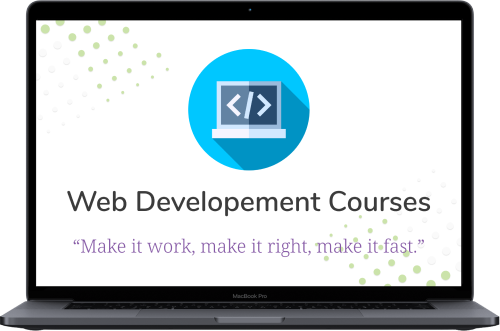 </>
Web Developement Courses
“Make it work, make it right, make it fast.”
MacBook Pro